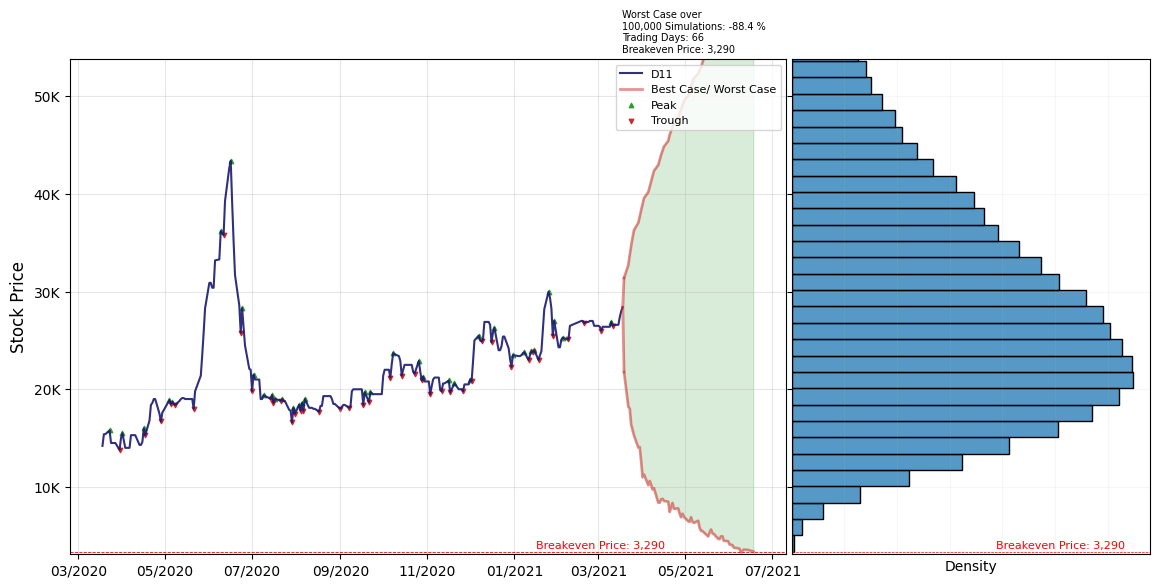 Worst Case over
100,000 Simulations: -88.4 %
Trading Days: 66
Breakeven Price: 3,290
D11
Best Case/ Worst Case
Peak
Trough
50K
40K
30K
20K
10K
Stock Price
Breakeven Price: 3,290
Breakeven Price: 3,290
03/2020
05/2020
07/2020
09/2020
11/2020
01/2021
03/2021
05/2021
07/2021
Density